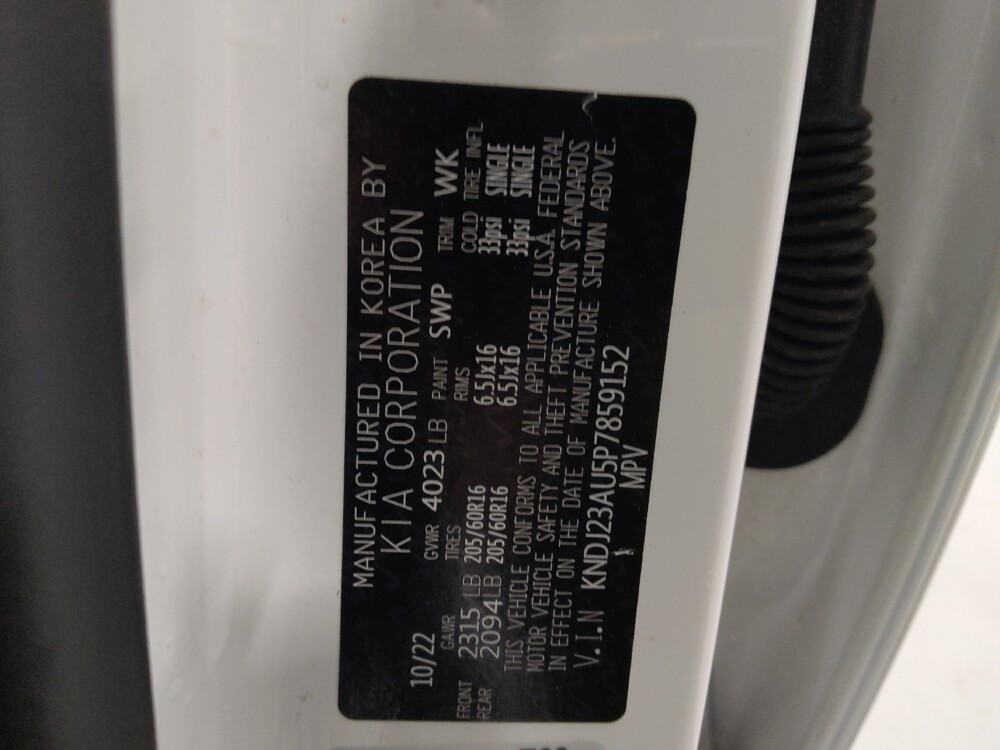 MANUFACTURED IN KOREA BY
10/22 KIA CORPORATION
GAWR GVWR 4023 LB PAINT SWP TRIM WK
TIRES RIMS COLD TIRE INFL
FRONT 2315 LB 205/60R16 6.5Jx16 33psi SINGLE
REAR 2094 LB 205/60R16 6.5Jx16 33psi SINGLE
THIS VEHICLE CONFORMS TO ALL APPLICABLE U.S.A. FEDERAL
MOTOR VEHICLE SAFETY AND THEFT PREVENTION STANDARDS
IN EFFECT ON THE DATE OF MANUFACTURE SHOWN ABOVE.
V.I.N KNDJ23AU5P7859152
MPV